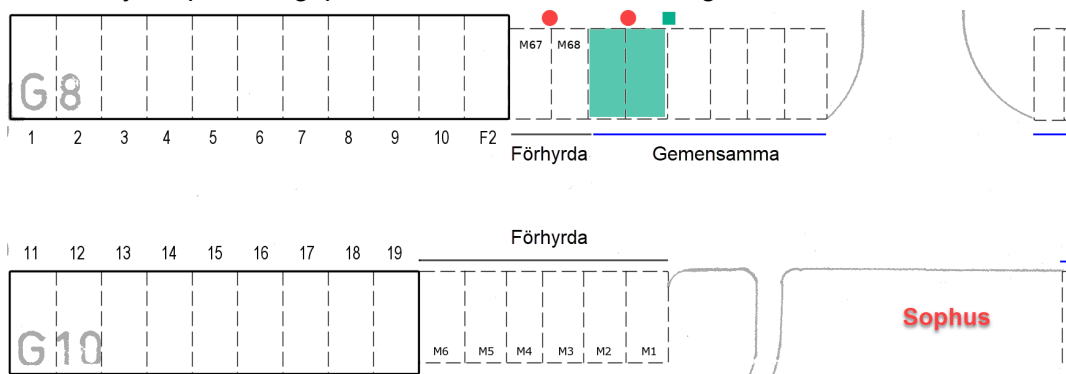 M67 M68
G8
1 2 3 4 5 6 7 8 9 10 F2
Förhyrda Gemensamma
Förhyrda
11 12 13 14 15 16 17 18 19
G10
M6 M5 M4 M3 M2 M1
Sophus